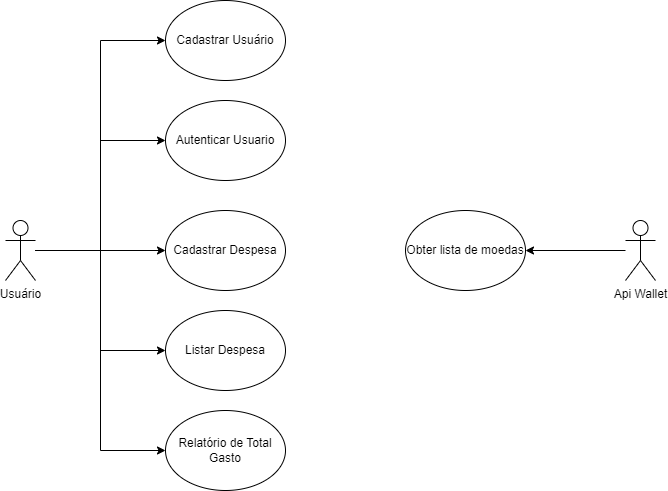 Cadastrar Usuário
Autenticar Usuario
Cadastrar Despesa
Obter lista de moedas
Usuário
Api Wallet
Listar Despesa
Relatório de Total
Gasto